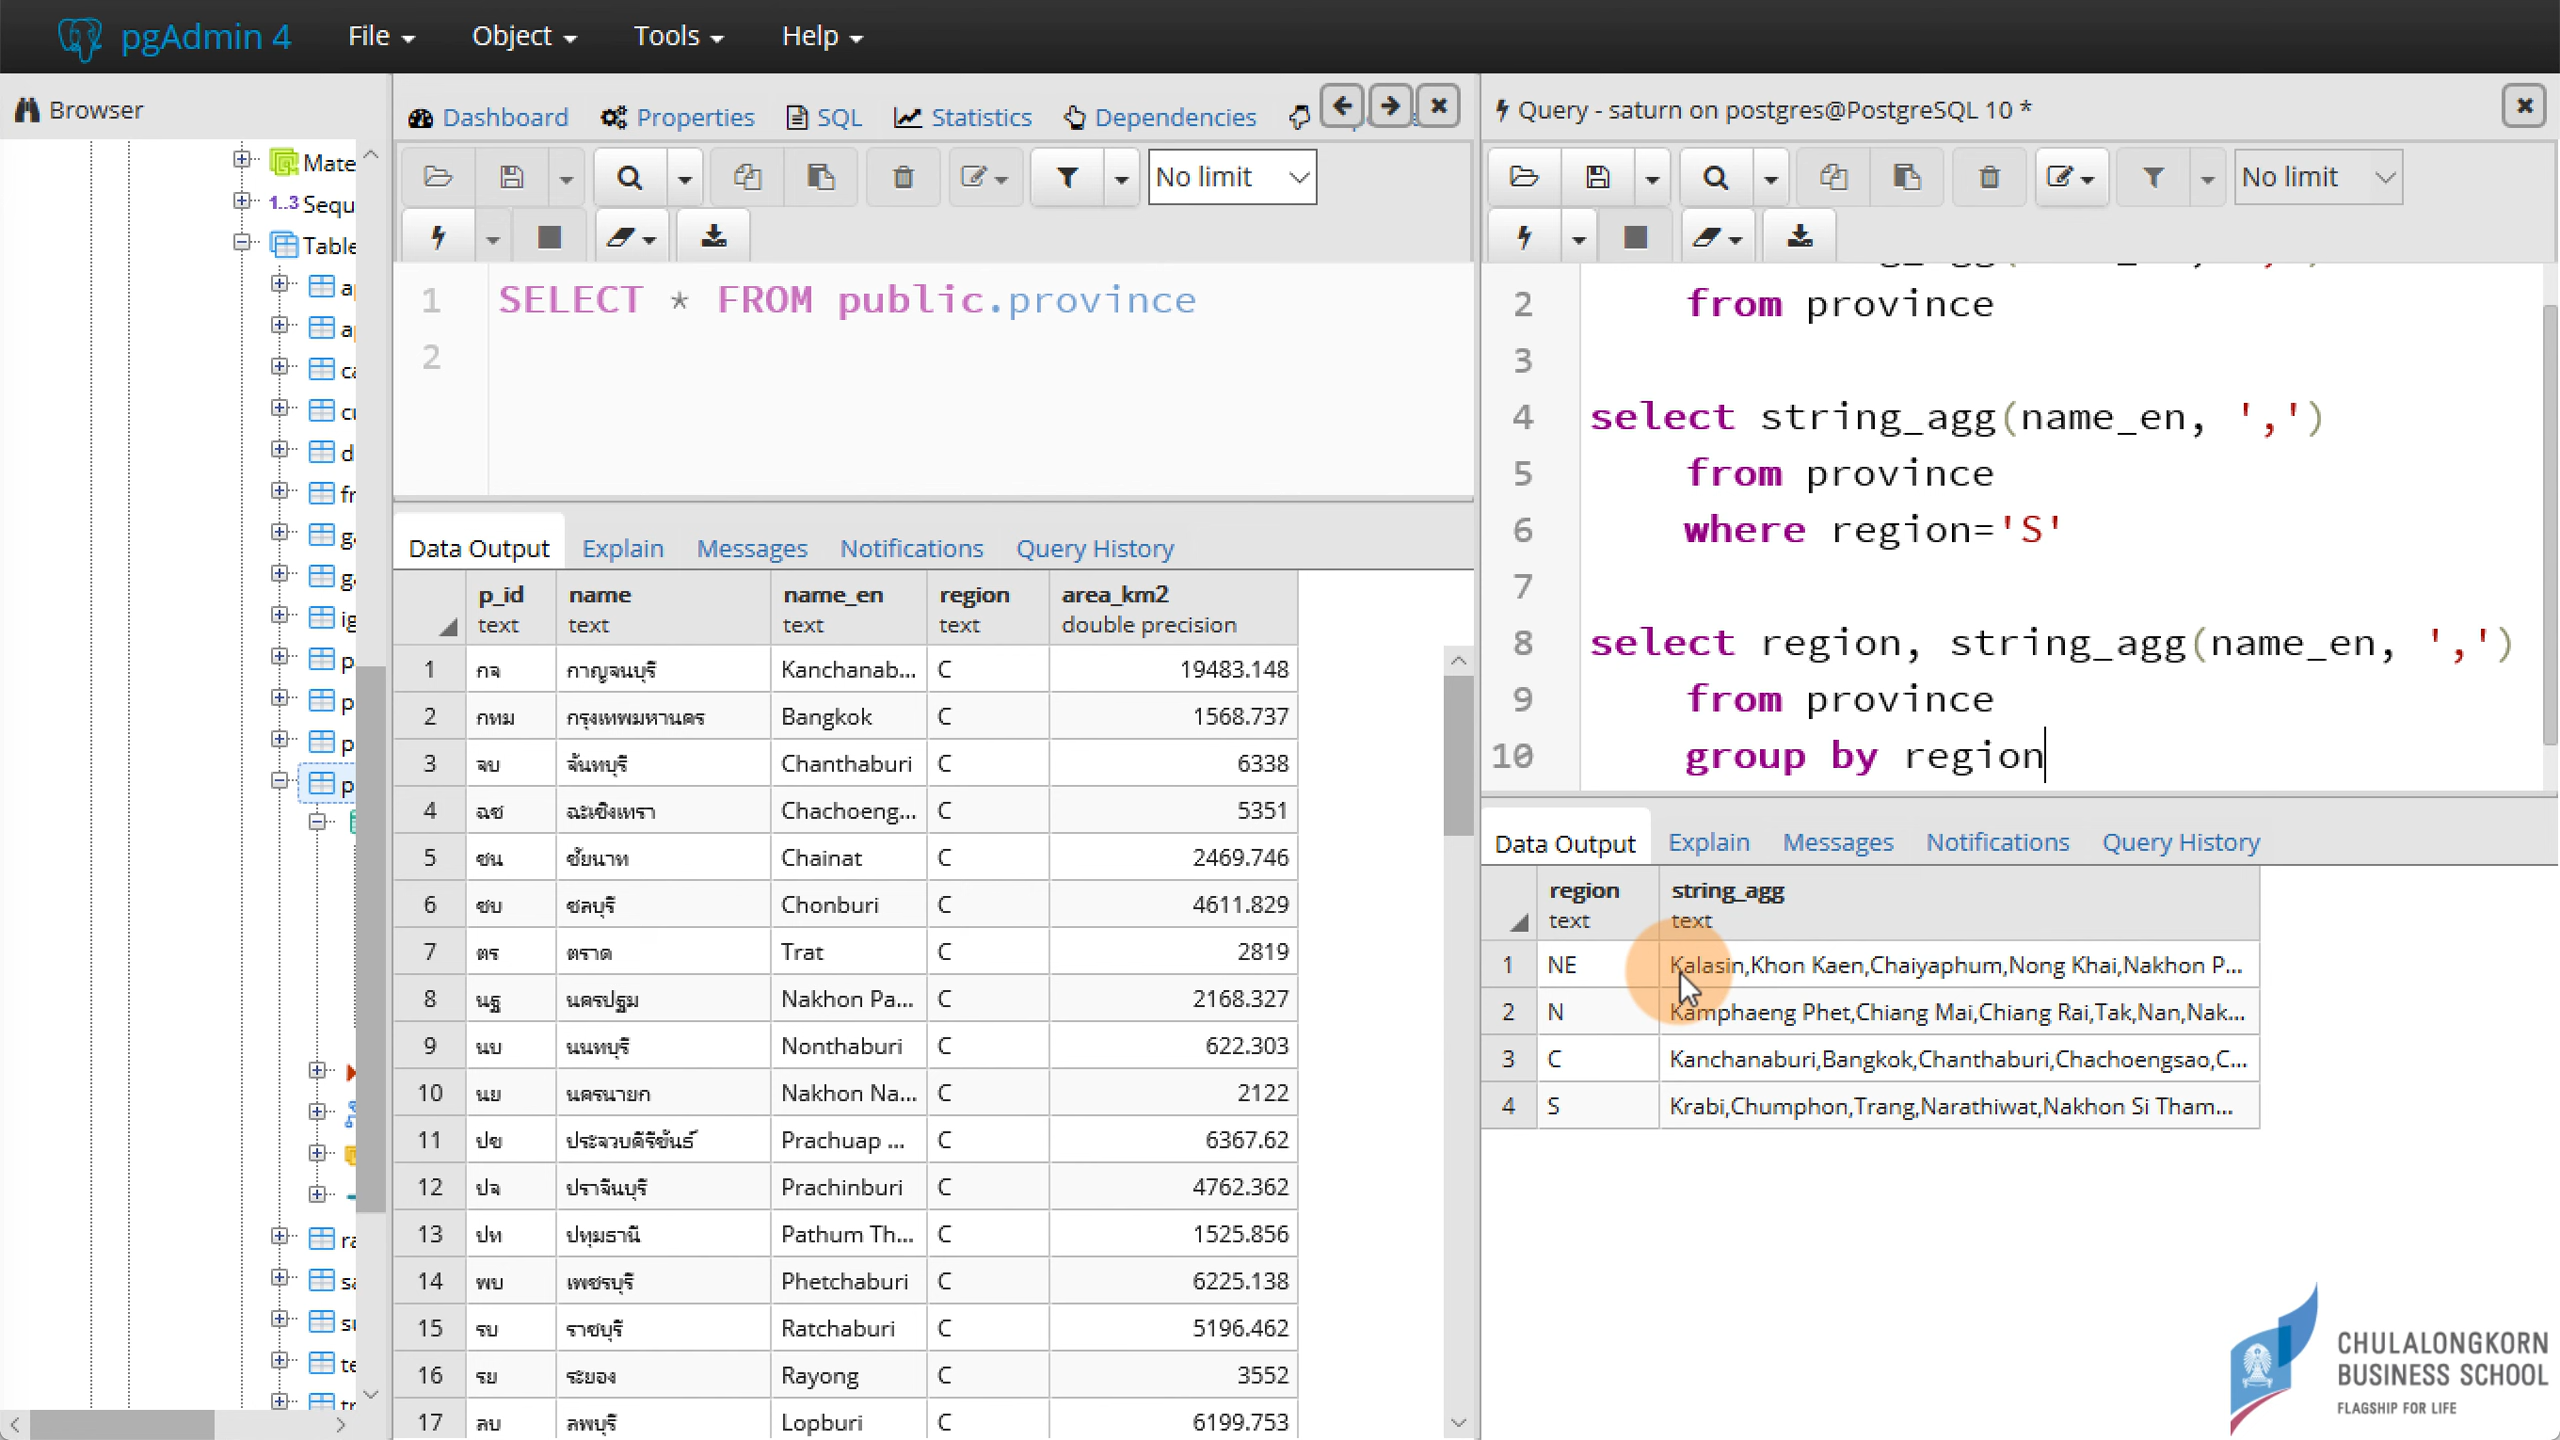 pgAdmin 4 File Object Tools Help
Browser
Mate
1..3 Sequ
Table
a
a
ca
cu
d
fr
ga
ga
ig
p
p
p
p
ra
sa
su
te
tr
Dashboard Properties SQL Statistics Dependencies
No limit
1 SELECT * FROM public.province
2
Data Output Explain Messages Notifications Query History
p_id name name_en region area_km2
text text text text double precision
1 กจ กาญจนบุรี Kanchanab... C 19483.148
2 กทม กรุงเทพมหานคร Bangkok C 1568.737
3 จบ จันทบุรี Chanthaburi C 6338
4 ฉช ฉะเชิงเทรา Chachoeng... C 5351
5 ชน ชัยนาท Chainat C 2469.746
6 ชบ ชลบุรี Chonburi C 4611.829
7 ตร ตราด Trat C 2819
8 นฐ นครปฐม Nakhon Pa... C 2168.327
9 นบ นนทบุรี Nonthaburi C 622.303
10 นย นครนายก Nakhon Na... C 2122
11 ปข ประจวบคีรีขันธ์ Prachuap ... C 6367.62
12 ปจ ปราจีนบุรี Prachinburi C 4762.362
13 ปท ปทุมธานี Pathum Th... C 1525.856
14 พบ เพชรบุรี Phetchaburi C 6225.138
15 รบ ราชบุรี Ratchaburi C 5196.462
16 รย ระยอง Rayong C 3552
17 ลบ ลพบุรี Lopburi C 6199.753
Query - saturn on postgres@PostgreSQL 10 *
No limit
2 from province
3
4 select string_agg(name_en, ',')
5 from province
6 where region='S'
7
8 select region, string_agg(name_en, ',')
9 from province
10 group by region
Data Output Explain Messages Notifications Query History
region string_agg
text text
1 NE Kalasin,Khon Kaen,Chaiyaphum,Nong Khai,Nakhon P...
2 N Kamphaeng Phet,Chiang Mai,Chiang Rai,Tak,Nan,Nak...
3 C Kanchanaburi,Bangkok,Chanthaburi,Chachoengsao,C...
4 S Krabi,Chumphon,Trang,Narathiwat,Nakhon Si Tham...
CHULALONGKORN
BUSINESS SCHOOL
FLAGSHIP FOR LIFE